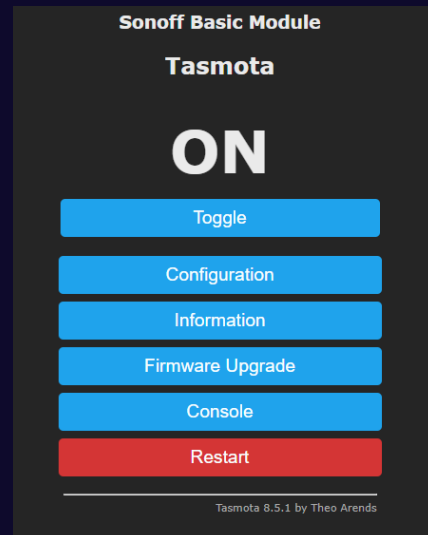 Sonoff Basic Module
Tasmota
ON
Toggle
Configuration
Information
Firmware Upgrade
Console
Restart
Tasmota 8.5.1 by Theo Arends